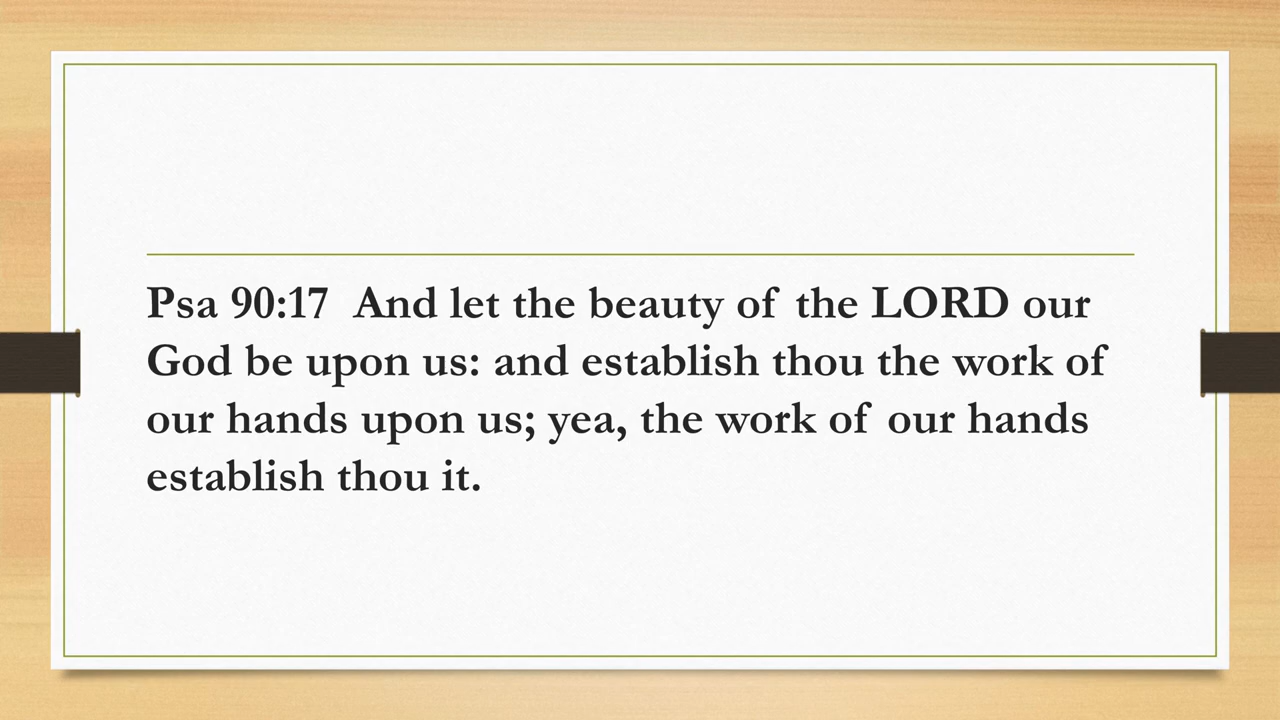 Psa 90:17  And let the beauty of the LORD our
God be upon us: and establish thou the work of
our hands upon us; yea, the work of our hands
establish thou it.